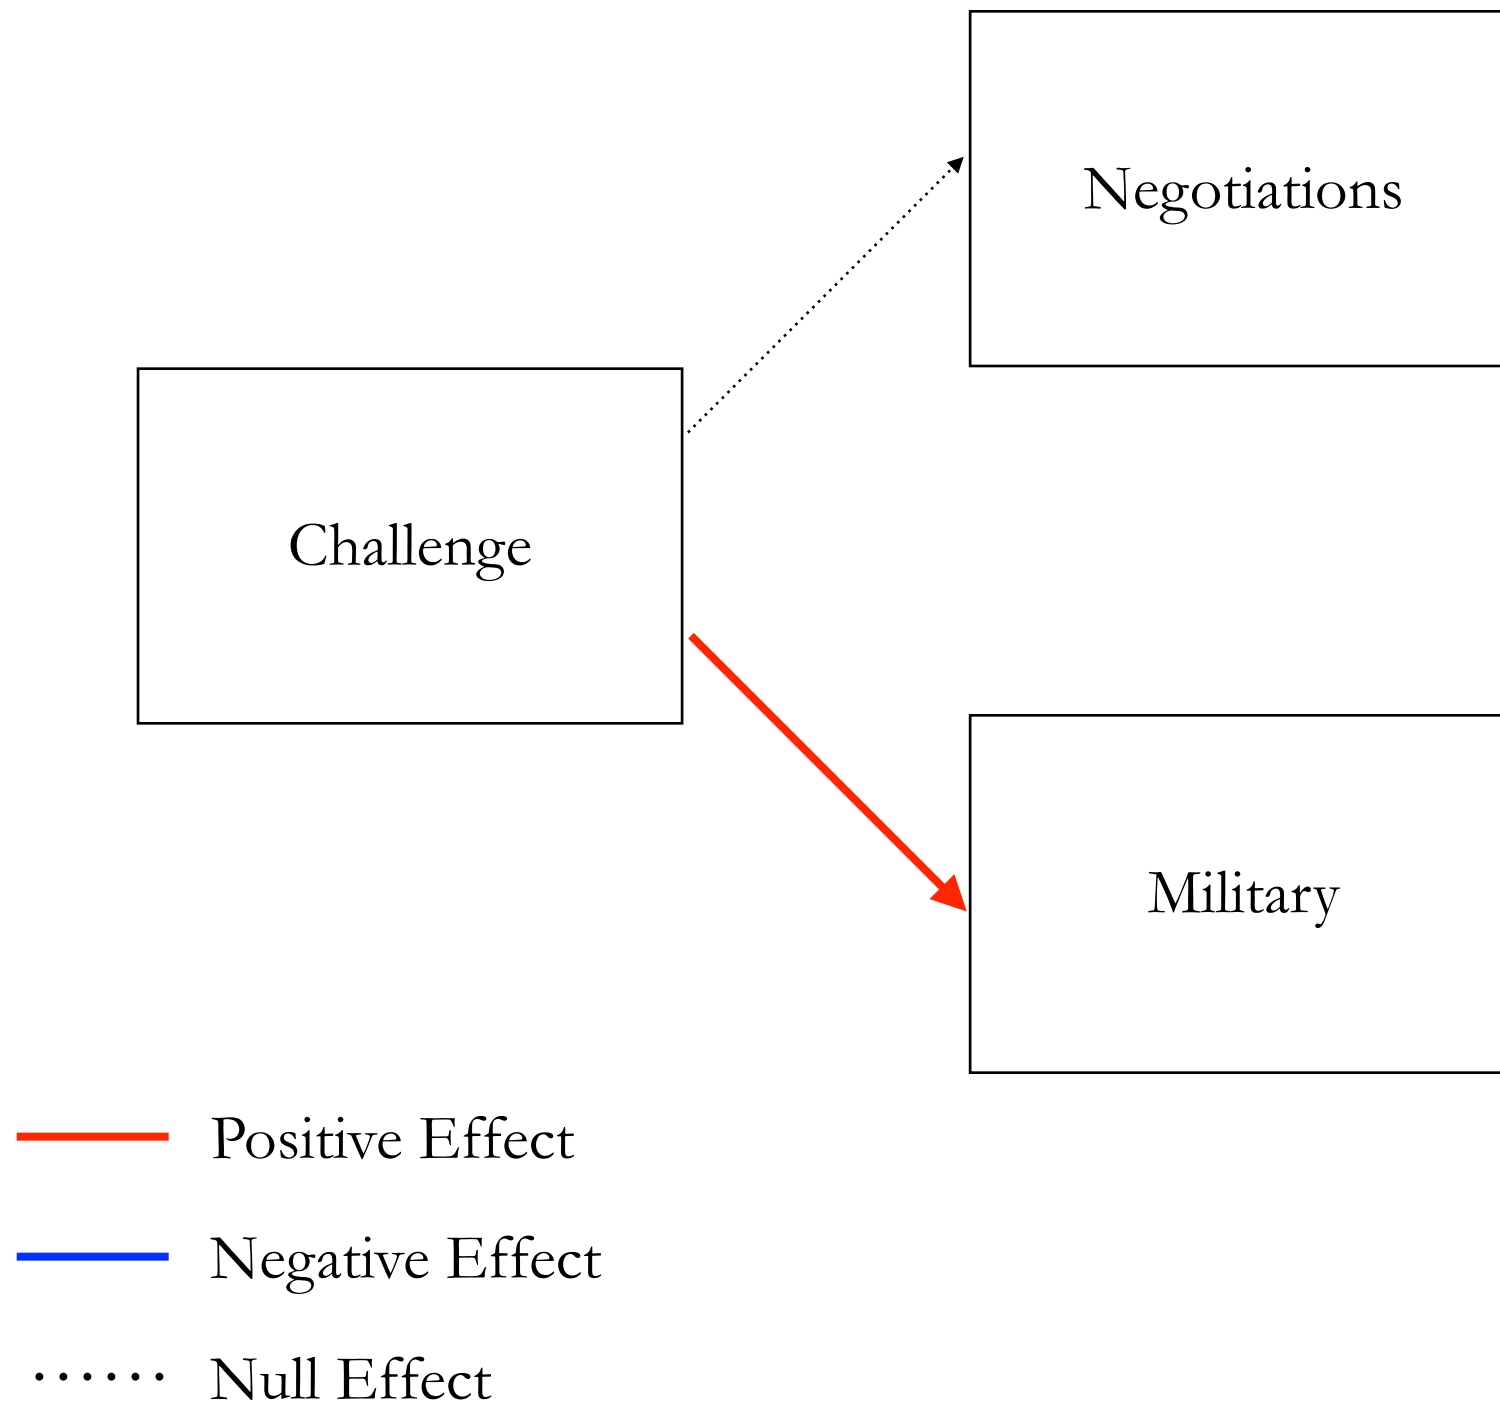 Negotiations
Challenge
Military
Positive Effect
Negative Effect
Null Effect